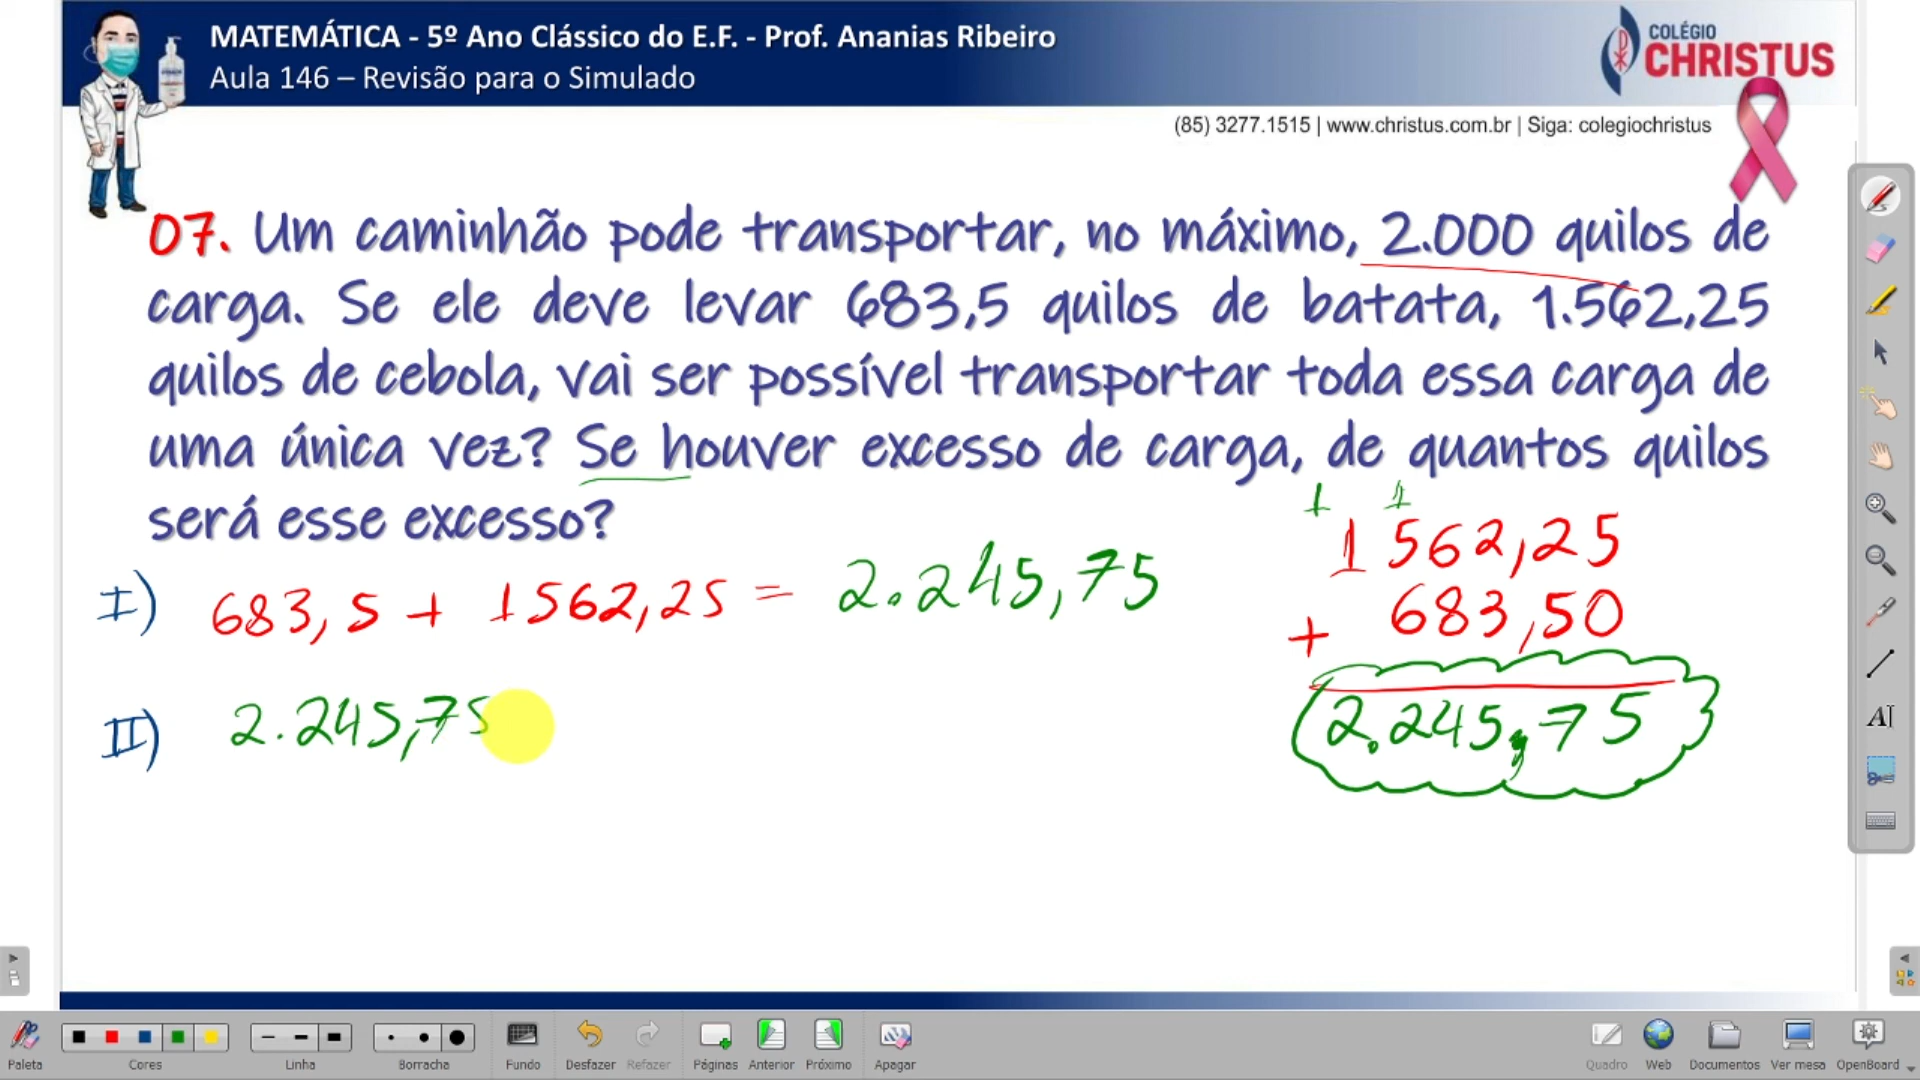 MATEMÁTICA - 5º Ano Clássico do E.F. - Prof. Ananias Ribeiro
Aula 146 – Revisão para o Simulado
COLÉGIO
CHRISTUS
(85) 3277.1515 | www.christus.com.br | Siga: colegiochristus
07. Um caminhão pode transportar, no máximo, 2.000 quilos de
carga. Se ele deve levar 683,5 quilos de batata, 1.562,25
quilos de cebola, vai ser possível transportar toda essa carga de
uma única vez? Se houver excesso de carga, de quantos quilos
será esse excesso?
I) 683,5 + 1562,25 = 2.245,75
1 1
1 562,25
+ 683,50
2.245,75
II) 2.245,75
Paleta
Cores
Linha
Borracha
Fundo
Desfazer
Refazer
Páginas
Anterior
Próximo
Apagar
Quadro
Web
Documentos
Ver mesa
OpenBoard